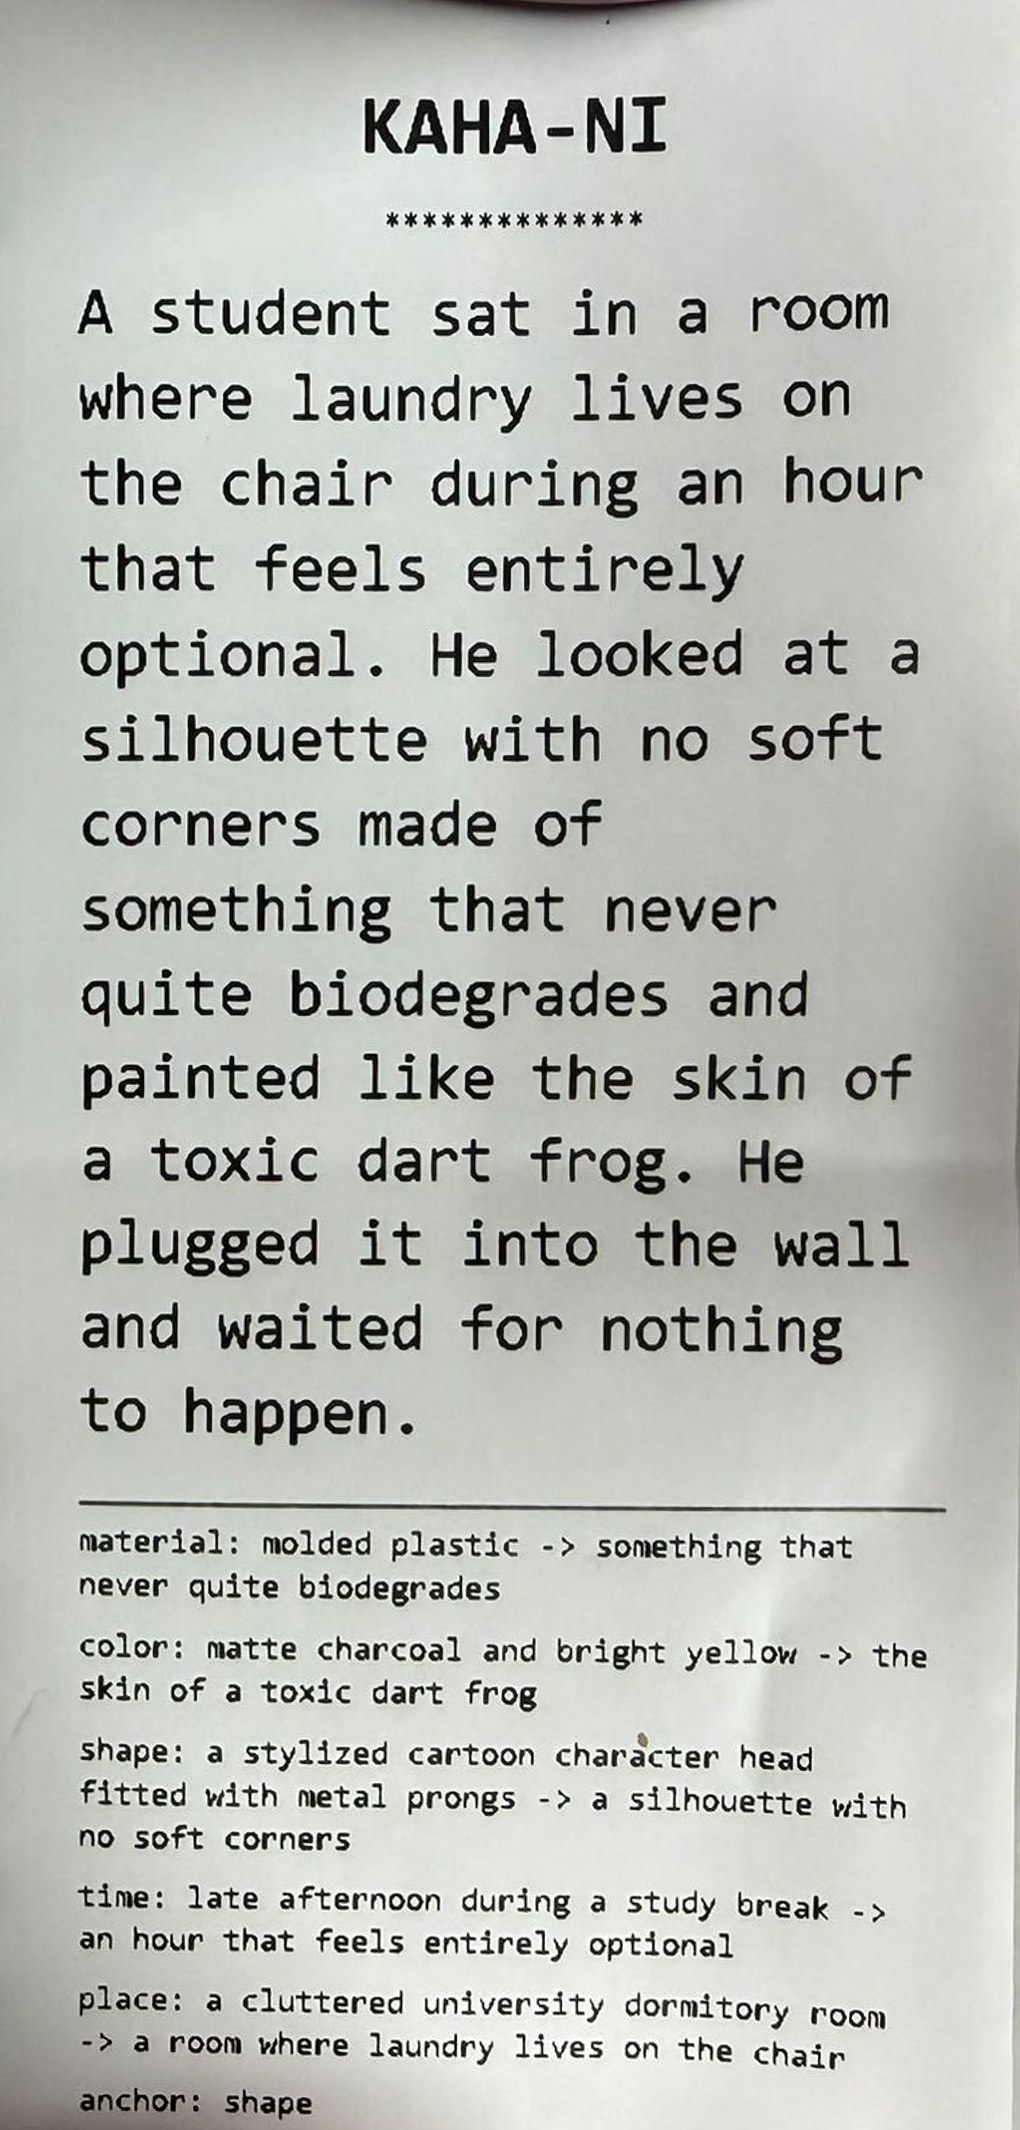 KAHA-NI
**************
A student sat in a room
where laundry lives on
the chair during an hour
that feels entirely
optional. He looked at a
silhouette with no soft
corners made of
something that never
quite biodegrades and
painted like the skin of
a toxic dart frog. He
plugged it into the wall
and waited for nothing
to happen.
material: molded plastic -> something that
never quite biodegrades
color: matte charcoal and bright yellow -> the
skin of a toxic dart frog
shape: a stylized cartoon character head
fitted with metal prongs -> a silhouette with
no soft corners
time: late afternoon during a study break ->
an hour that feels entirely optional
place: a cluttered university dormitory room
-> a room where laundry lives on the chair
anchor: shape